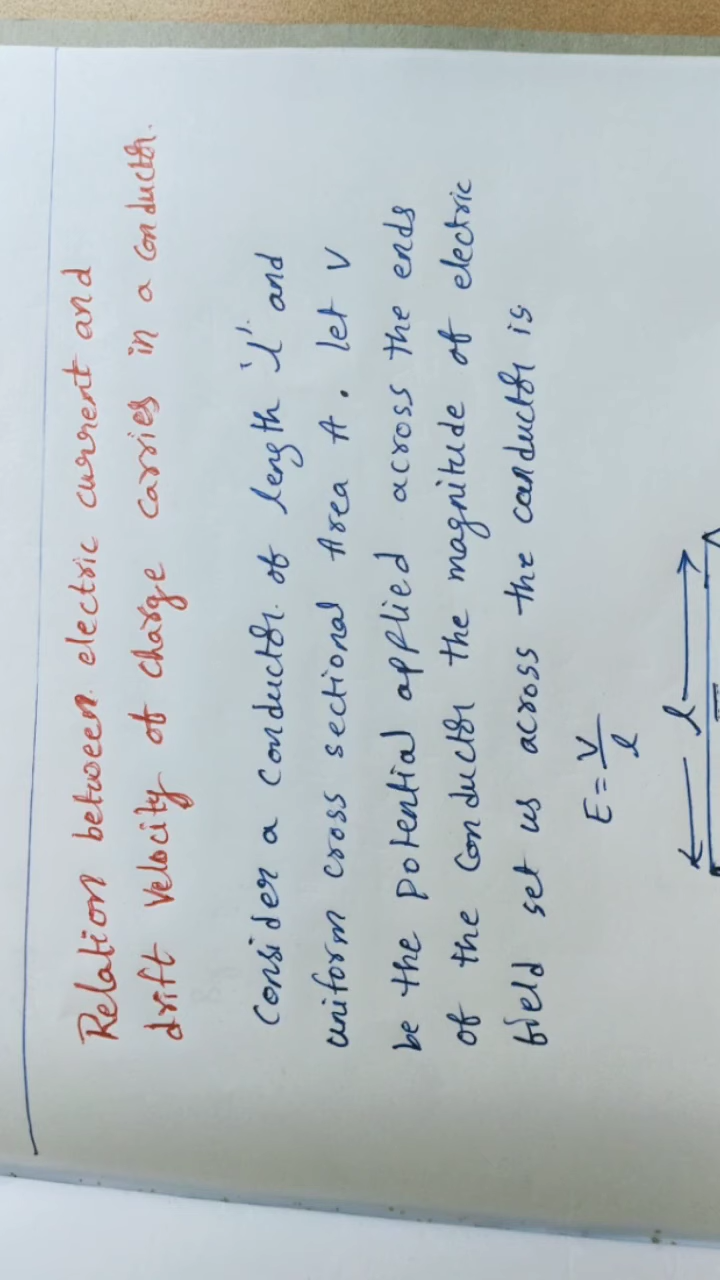 Relation between electric current and
drift velocity of charge carries in a conductor.
Consider a conductor of length 'l' and
uniform cross sectional Area A. let V
be the potential applied across the ends
of the conductor the magnitude of electric
field set us across the conductor is
E = V/l
l